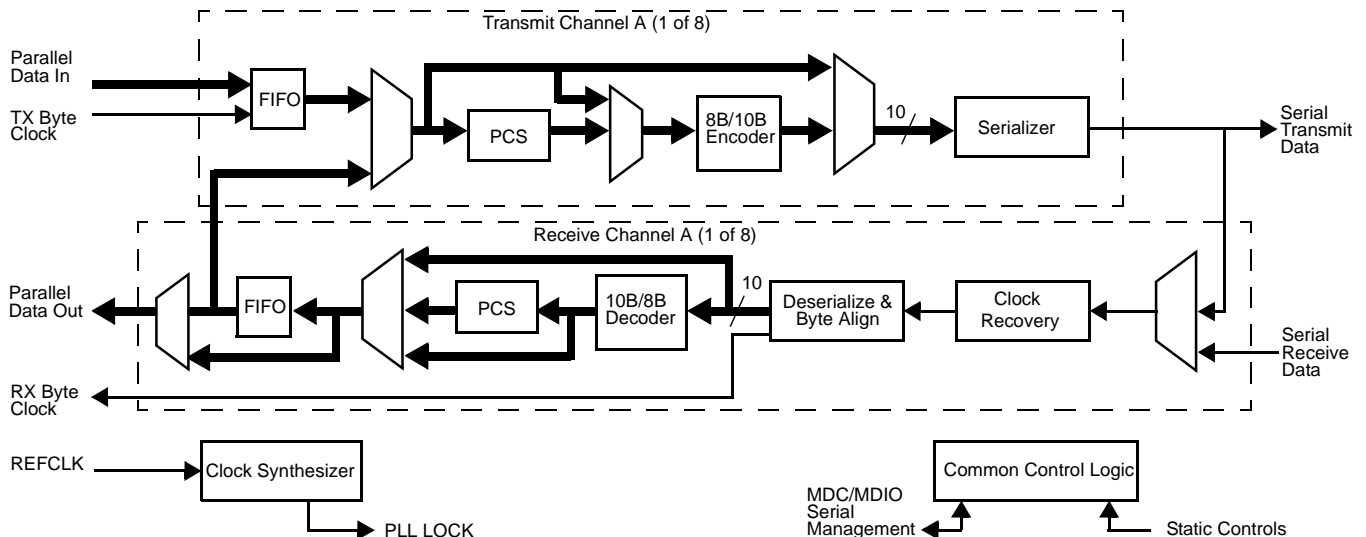 Transmit Channel A (1 of 8)
Parallel
Data In
TX Byte
Clock
FIFO
PCS
8B/10B
Encoder
10
Serializer
Serial
Transmit
Data
Receive Channel A (1 of 8)
Parallel
Data Out
FIFO
PCS
10B/8B
Decoder
10
Deserialize &
Byte Align
Clock
Recovery
Serial
Receive
Data
RX Byte
Clock
REFCLK
Clock Synthesizer
PLL LOCK
Common Control Logic
MDC/MDIO
Serial
Management
Static Controls